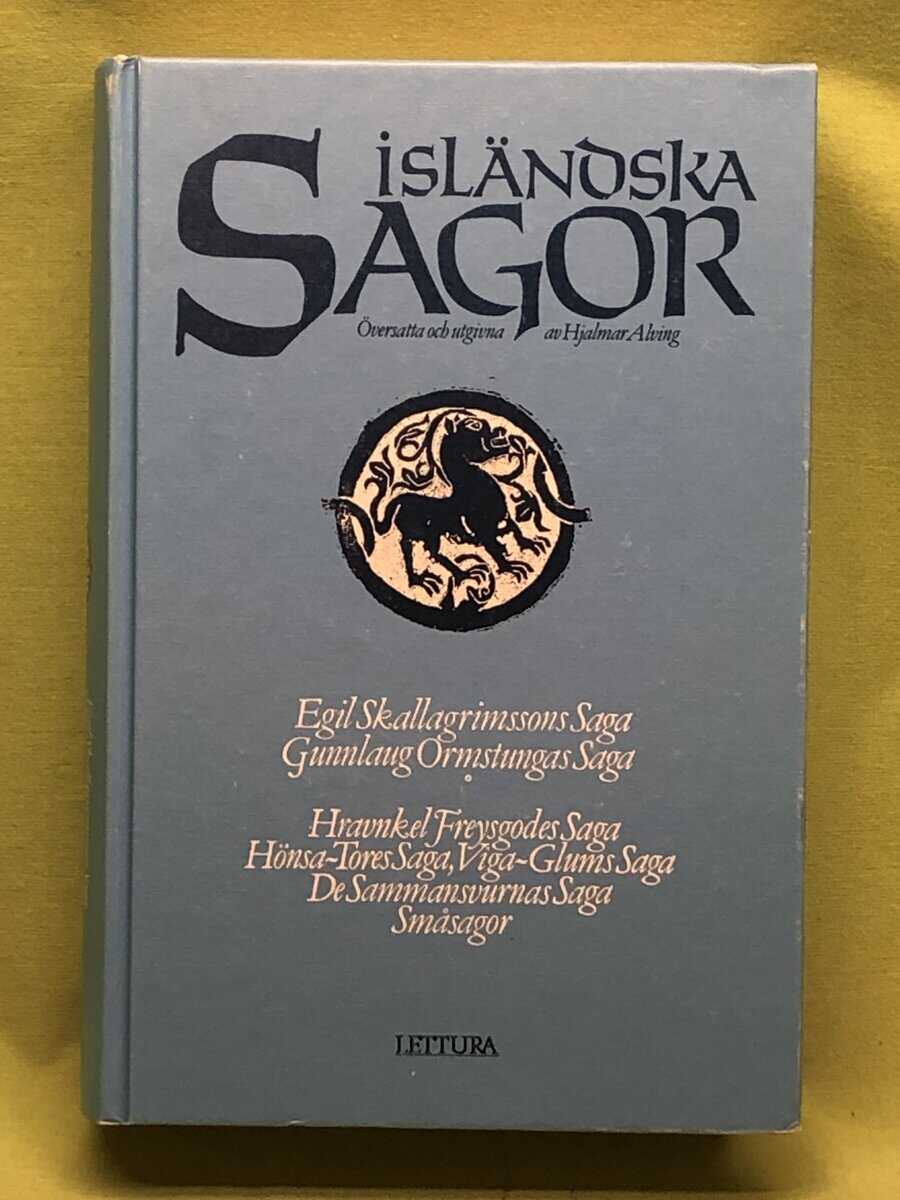 ISLÄNDSKA
SAGOR
Översatta och utgivna av Hjalmar Alving
Egil Skallagrimssons Saga
Gunnlaug Ormstungas Saga
Hravnkel Freysgodes Saga
Hönsa-Tores Saga, Viga-Glums Saga
De Sammansvurnas Saga
Småsagor
LETTURA